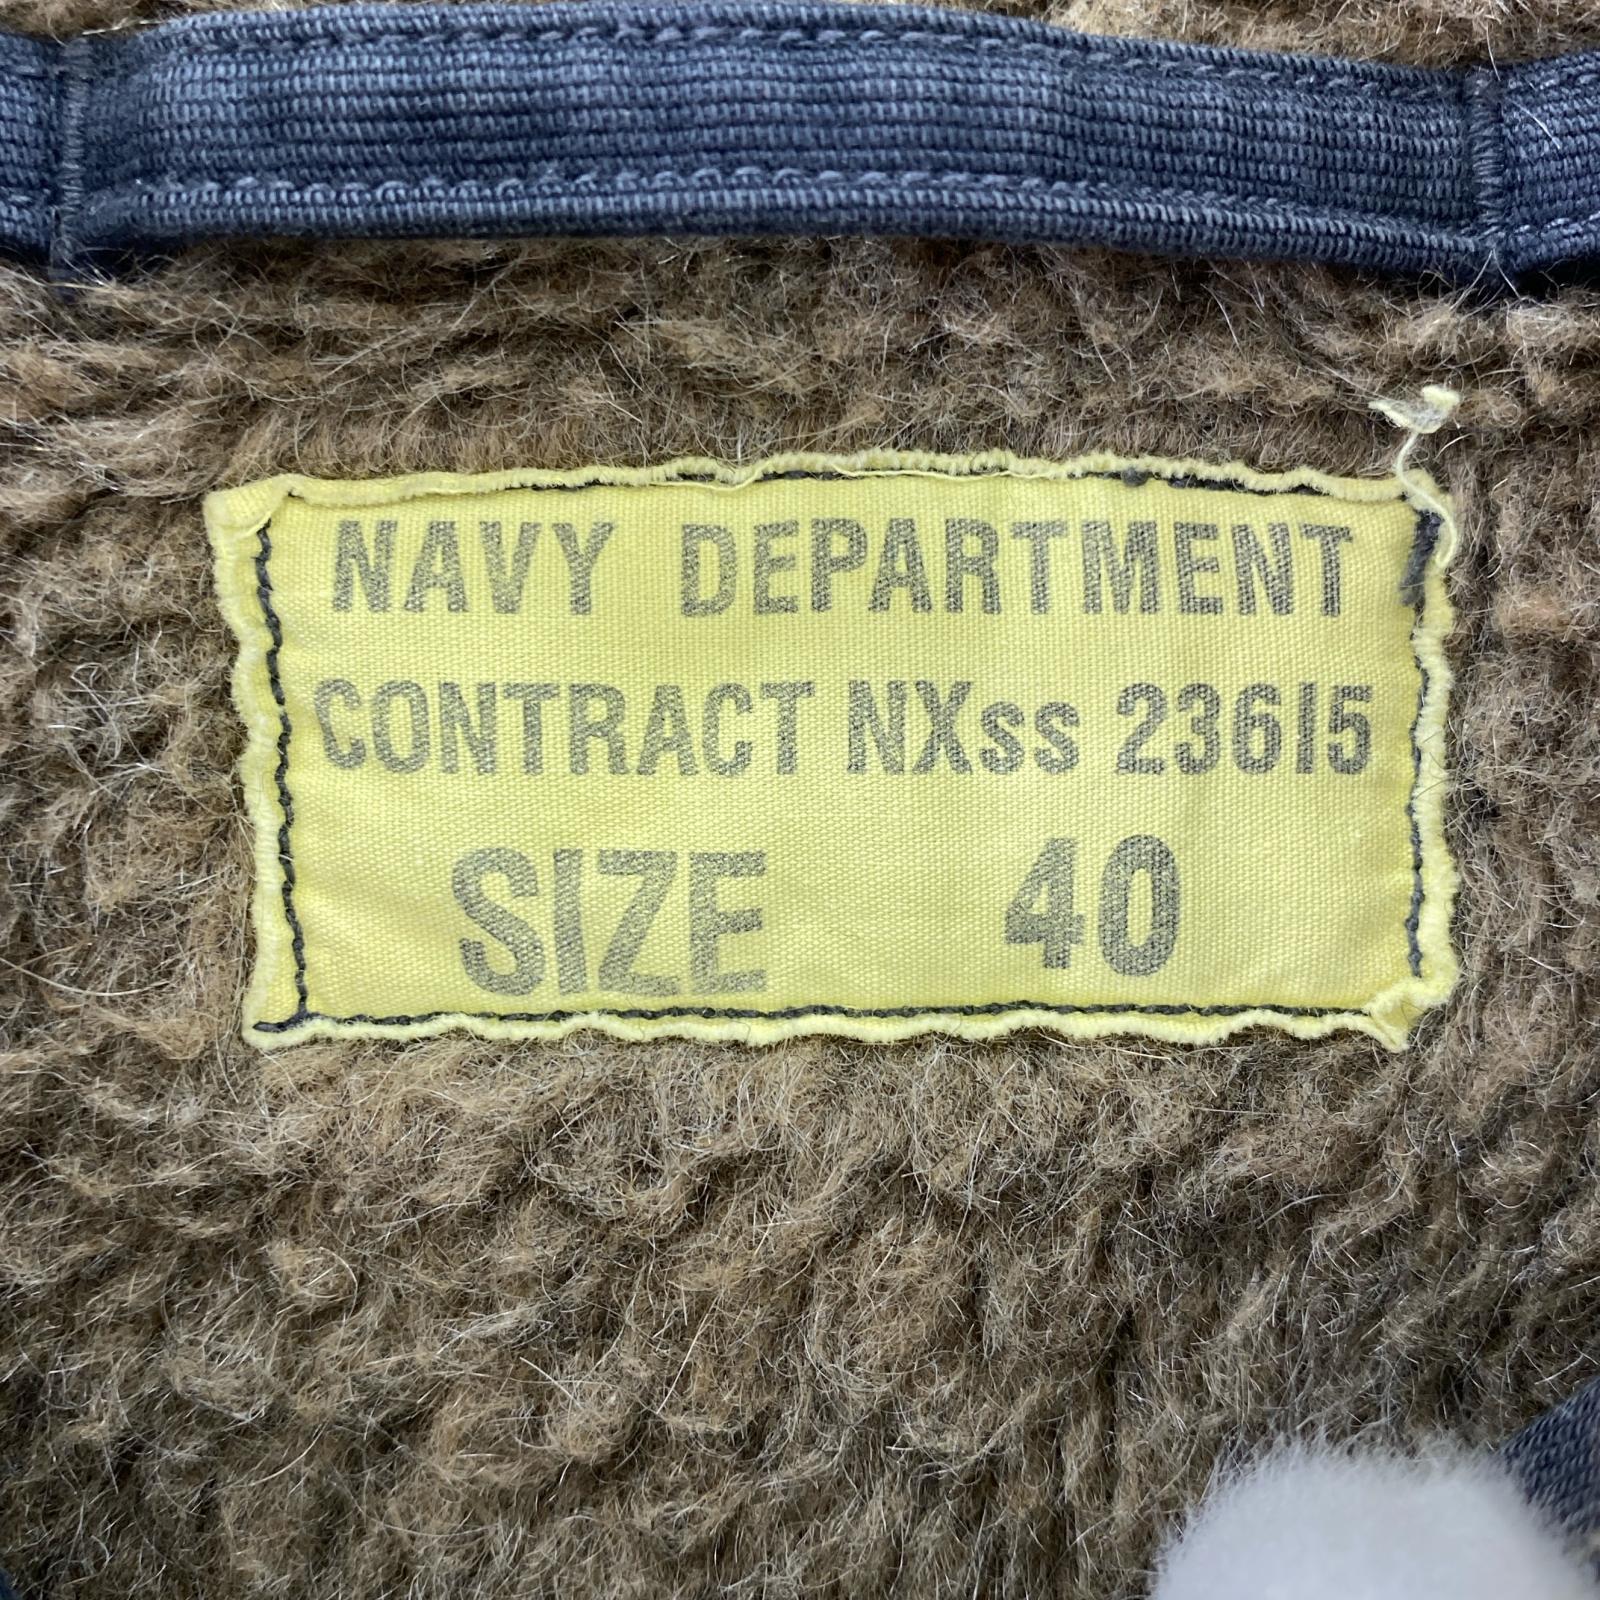 NAVY DEPARTMENT
CONTRACT NXss 23615
SIZE 40